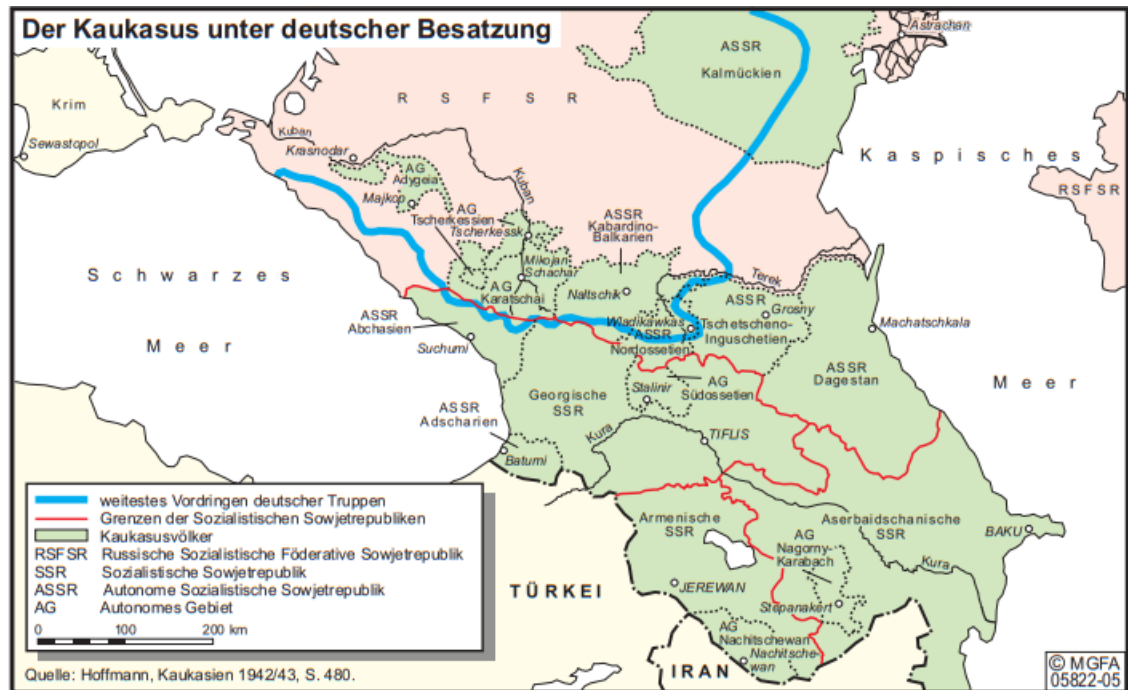 Der Kaukasus unter deutscher Besatzung
Astrachan
ASSR
Kalmückien
Krim
Sewastopol
R S F S R
Kuban
Krasnodar
AG
Adygeia
Majkop
Kuban
AG
Tscherkessien
Tscherkessk
ASSR
Kabardino-
Balkarien
Kaspisches
RSFSR
Schwarzes
Mikojan
Schachar
AG
Karatschai
Naltschik
Terek
ASSR
Grosny
Tschetscheno-
Inguschetien
Wladikawkas
ASSR
Nordossetien
Machatschkala
ASSR
Abchasien
Suchumi
Meer
Meer
ASSR
Dagestan
Georgische
SSR
Stalinir
AG
Südossetien
ASSR
Adscharien
Batumi
Kura
TIFLIS
Armenische
SSR
Aserbaidschanische
SSR
AG
Nagorny-
Karabach
BAKU
Kura
JEREWAN
Stepanakert
TÜRKEI
AG
Nachitschewan
Nachitsche-
wan
IRAN
weitestes Vordringen deutscher Truppen
Grenzen der Sozialistischen Sowjetrepubliken
Kaukasusvölker
RSFSR Russische Sozialistische Föderative Sowjetrepublik
SSR Sozialistische Sowjetrepublik
ASSR Autonome Sozialistische Sowjetrepublik
AG Autonomes Gebiet
0 100 200 km
Quelle: Hoffmann, Kaukasien 1942/43, S. 480.
© MGFA
05822-05